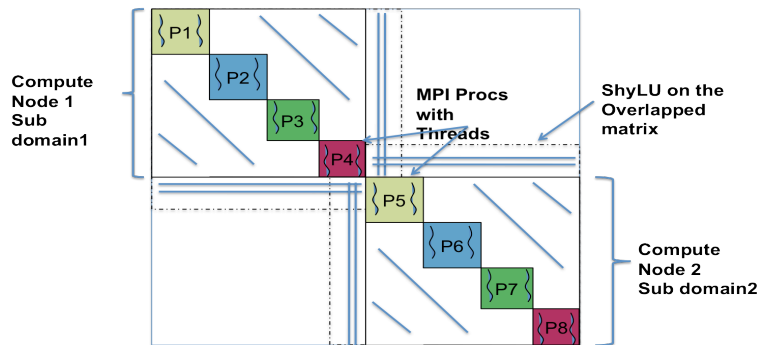 Compute
Node 1
Sub
domain1
P1
P2
P3
P4
MPI Procs
with
Threads
ShyLU on the
Overlapped
matrix
P5
P6
P7
P8
Compute
Node 2
Sub domain2